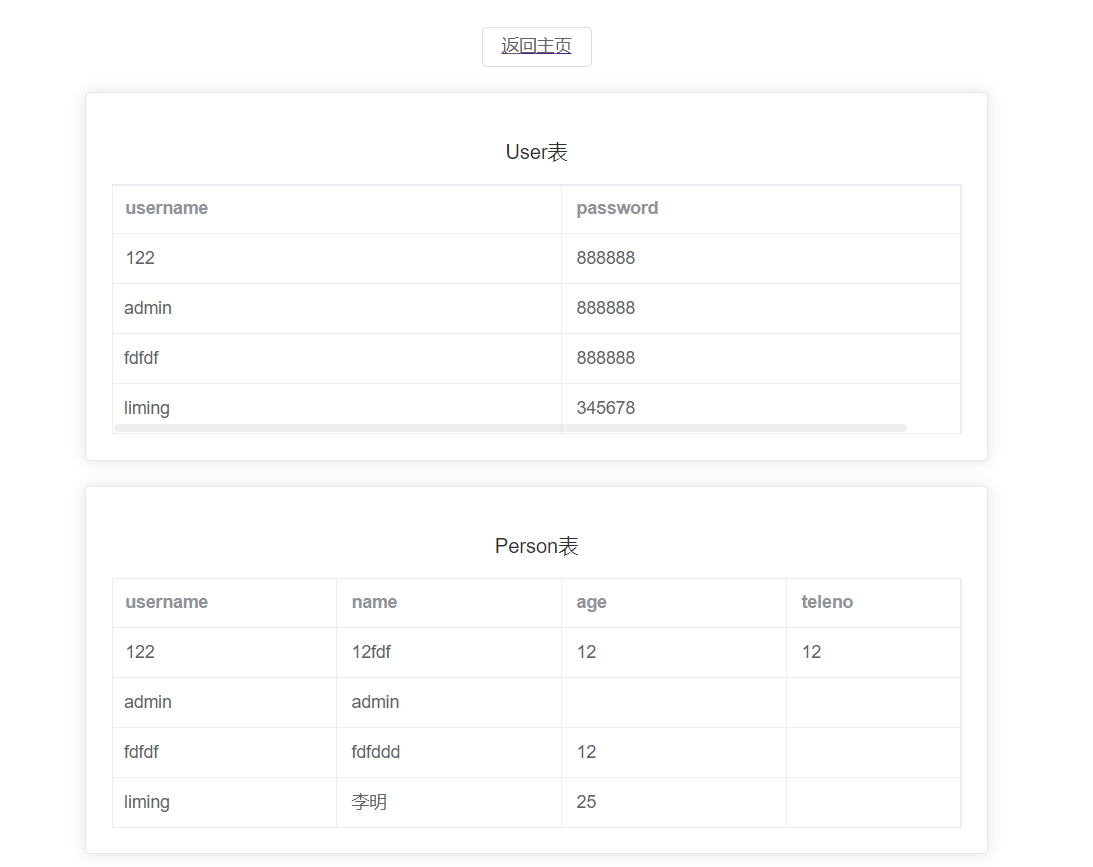 返回主页
User表
username password
122 888888
admin 888888
fdfdf 888888
liming 345678
Person表
username name age teleno
122 12fdf 12 12
admin admin
fdfdf fdfddd 12
liming 李明 25